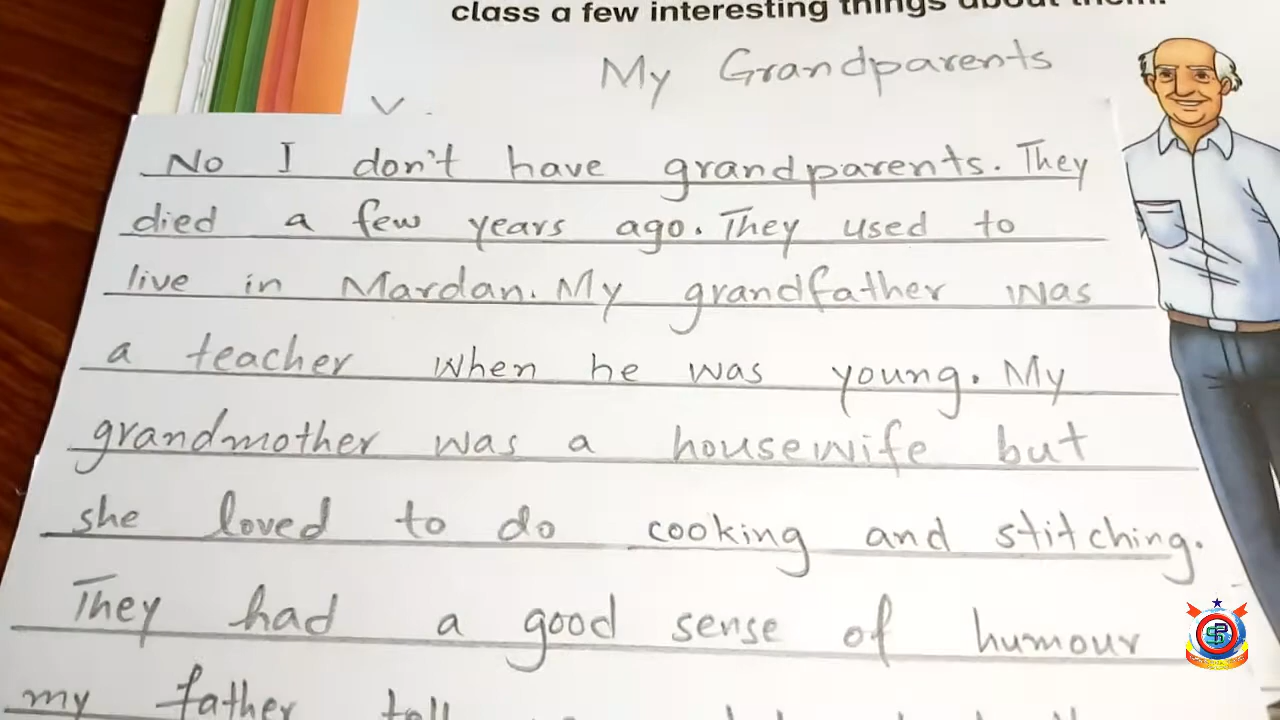 class a few interesting things about them.
My Grandparents
No I don't have grandparents. They
died a few years ago. They used to
live in Mardan. My grandfather was
a teacher when he was young. My
grandmother was a housewife but
she loved to do cooking and stitching.
They had a good sense of humour
my father tell